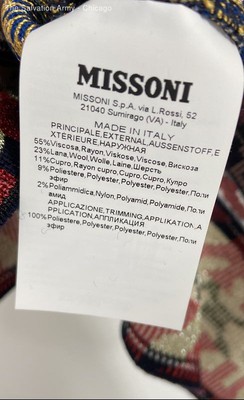 The Salvation Army - Chicago
MISSONI
MISSONI S.p.A. via L.Rossi, 52
21040 Sumirago (VA) - Italy
MADE IN ITALY
PRINCIPALE,EXTERNAL,AUSSENSTOFF,E
XTERIEURE,НАРУЖНАЯ
55%Viscosa,Rayon,Viskose,Viscose,Вискоза
23%Lana,Wool,Wolle,Laine,Шерсть
11%Cupro,Rayon cupro,Cupro,Cupro,Купро
9%Poliestere,Polyester,Polyester,Polyester,Поли
эфир
2%Poliammidica,Nylon,Polyamid,Polyamide,Поли
амид
APPLICAZIONE,TRIMMING,APPLIKATION,A
PPLICATION,АППЛИКАЦИЯ
100%Poliestere,Polyester,Polyester,Polyester,Поли
эфир